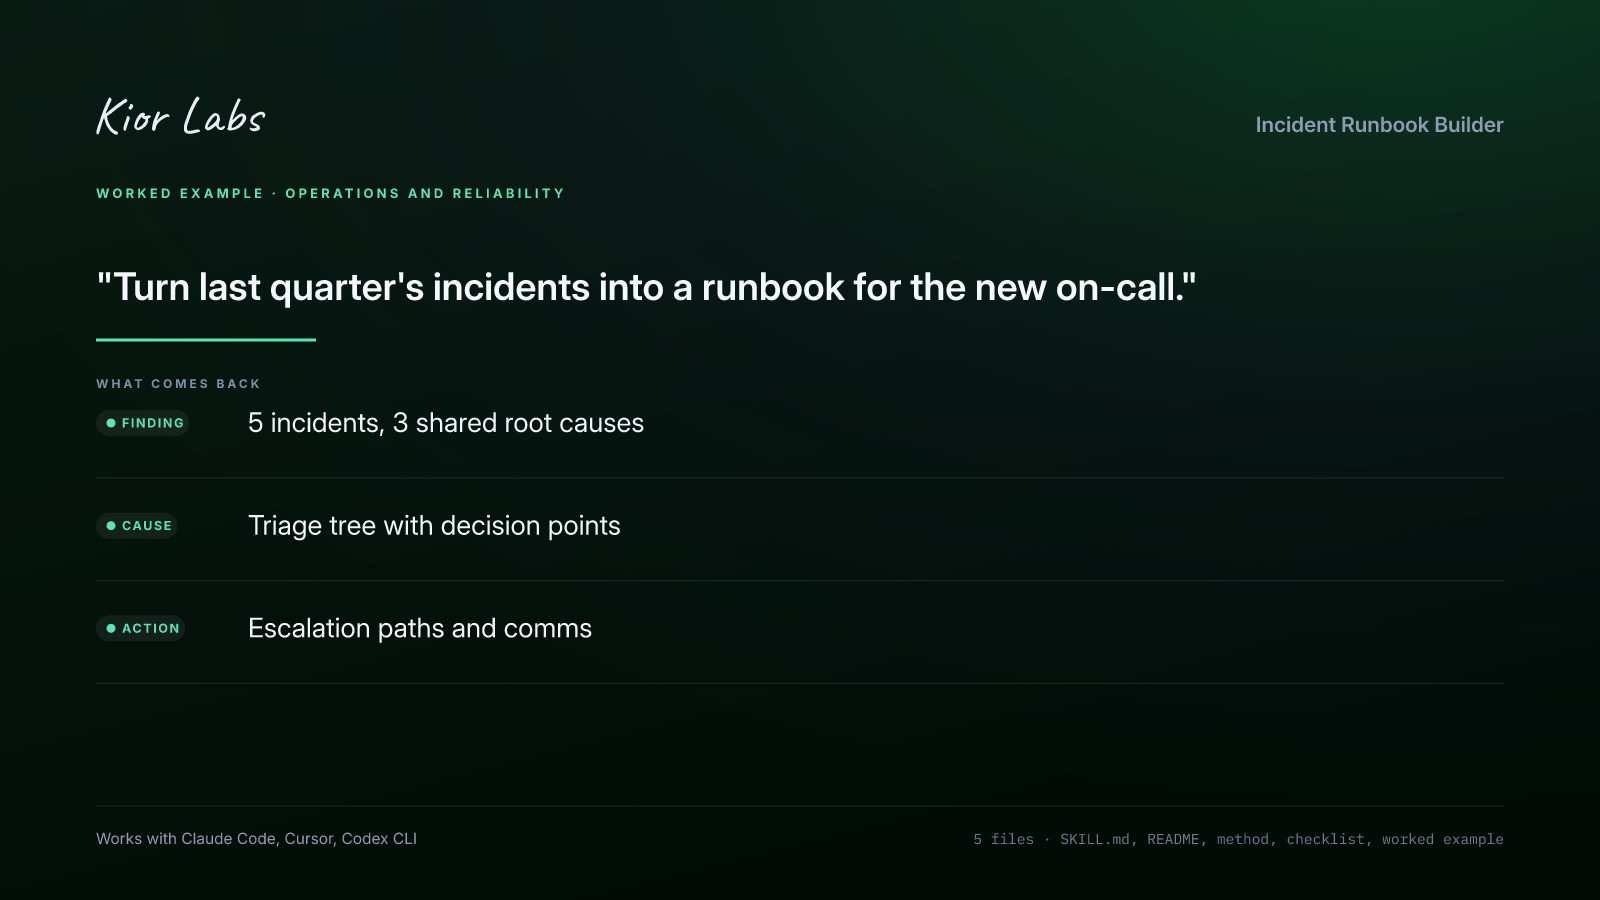 Kior Labs
Incident Runbook Builder
WORKED EXAMPLE · OPERATIONS AND RELIABILITY
"Turn last quarter's incidents into a runbook for the new on-call."
WHAT COMES BACK
FINDING 5 incidents, 3 shared root causes
CAUSE Triage tree with decision points
ACTION Escalation paths and comms
Works with Claude Code, Cursor, Codex CLI
5 files · SKILL.md, README, method, checklist, worked example